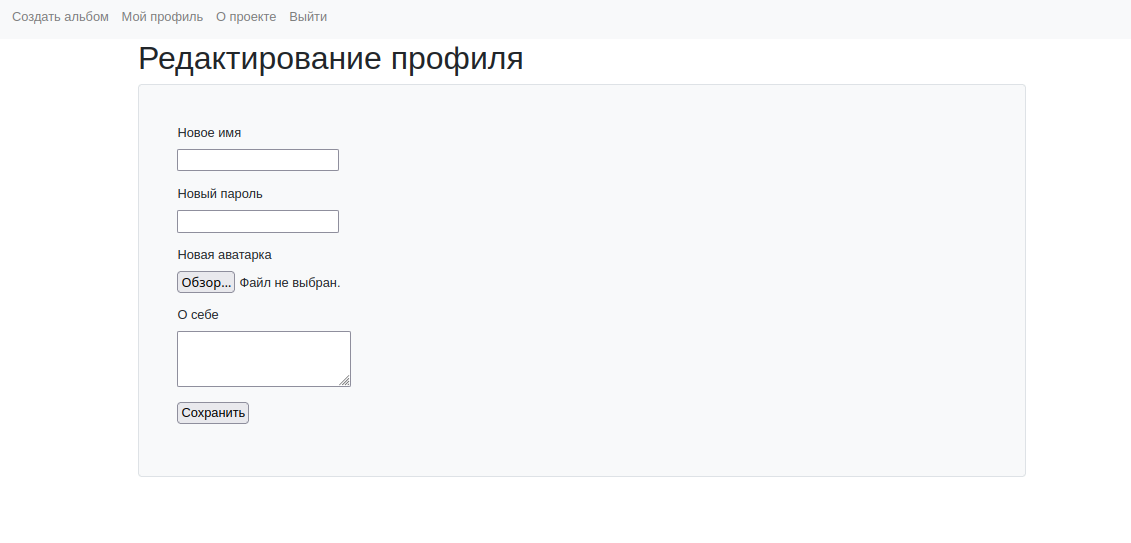 Создать альбом Мой профиль О проекте Выйти
Редактирование профиля
Новое имя
Новый пароль
Новая аватарка
Обзор... Файл не выбран.
О себе
Сохранить